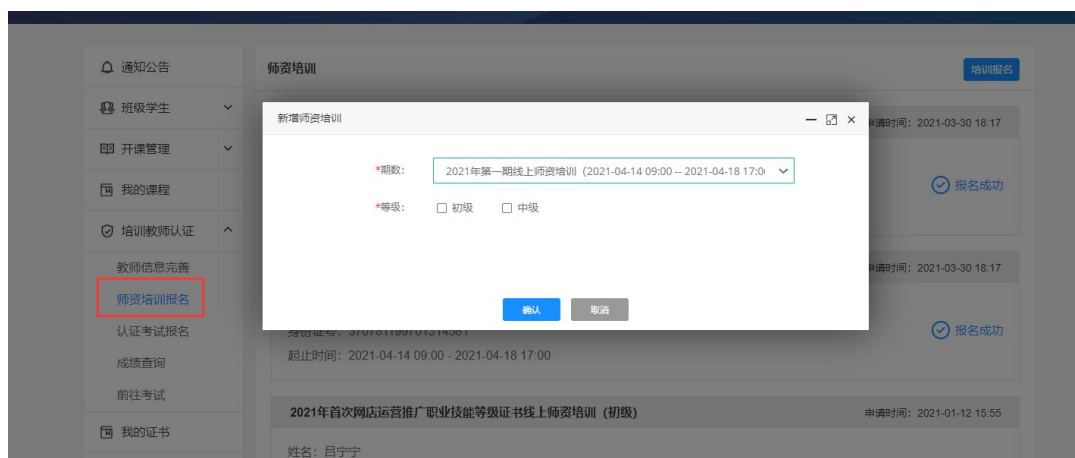 通知公告
班级学生
开课管理
我的课程
培训教师认证
教师信息完善
师资培训报名
认证考试报名
成绩查询
前往考试
我的证书
师资培训
培训报名
申请时间：2021-03-30 18:17
报名成功
新增师资培训
*期数：
2021年第一期线上师资培训（2021-04-14 09:00 -- 2021-04-18 17:0
*等级：
初级
中级
确认
取消
申请时间：2021-03-30 18:17
报名成功
起止时间：2021-04-14 09:00 - 2021-04-18 17:00
2021年首次网店运营推广职业技能等级证书线上师资培训（初级）
申请时间：2021-01-12 15:55
姓名：吕宁宁